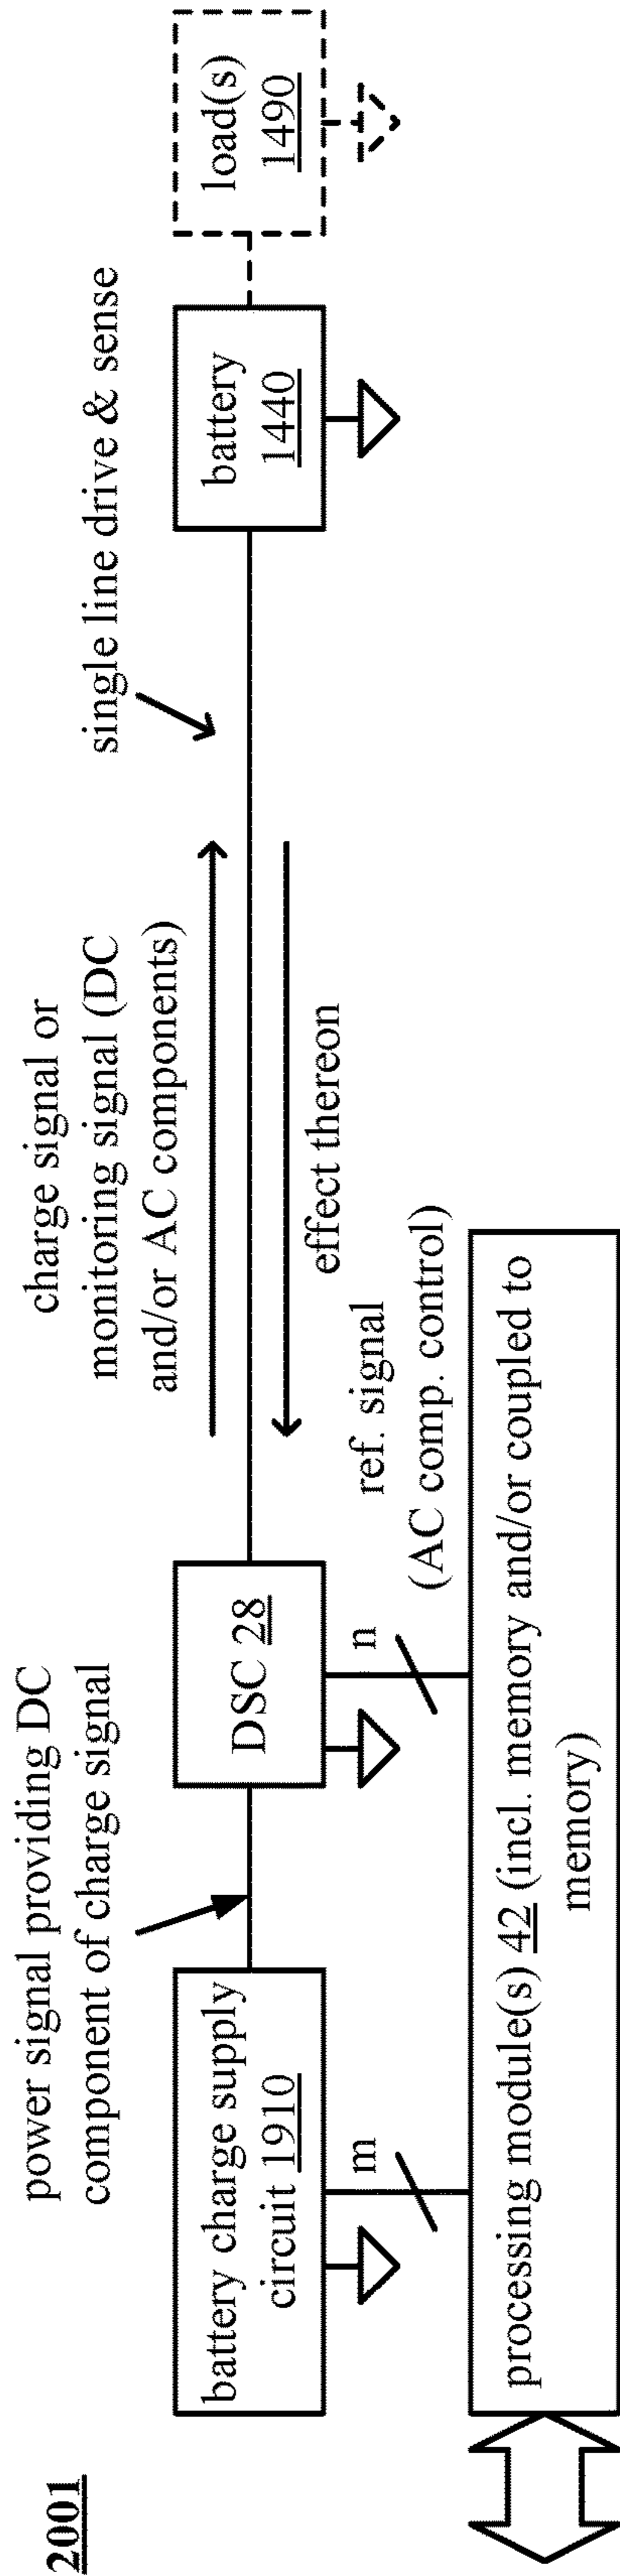 2001
power signal providing DC
component of charge signal
charge signal or
monitoring signal (DC
and/or AC components)
single line drive & sense
battery charge supply
circuit 1910
DSC 28
battery
1440
load(s)
1490
effect thereon
m
n
ref. signal
(AC comp. control)
processing module(s) 42 (incl. memory and/or coupled to
memory)